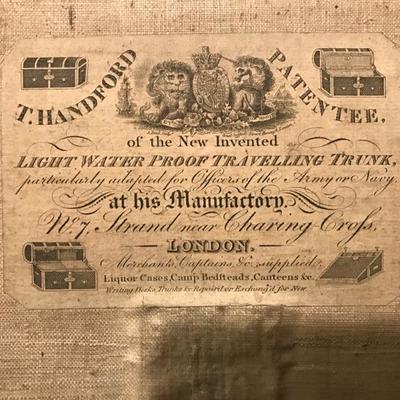 T. HANDFORD PATENTEE,
of the New Invented
LIGHT WATER PROOF TRAVELLING TRUNK,
particularly adapted for Officers of the Army or Navy,
at his Manufactory,
No. 7, Strand near Charing Cross,
LONDON.
Merchants, Captains, &c. supplied,
Liquor Cases, Camp Bedsteads, Canteens &c.
Writing Desks, Trunks &c Repair'd or Exchang'd for New.